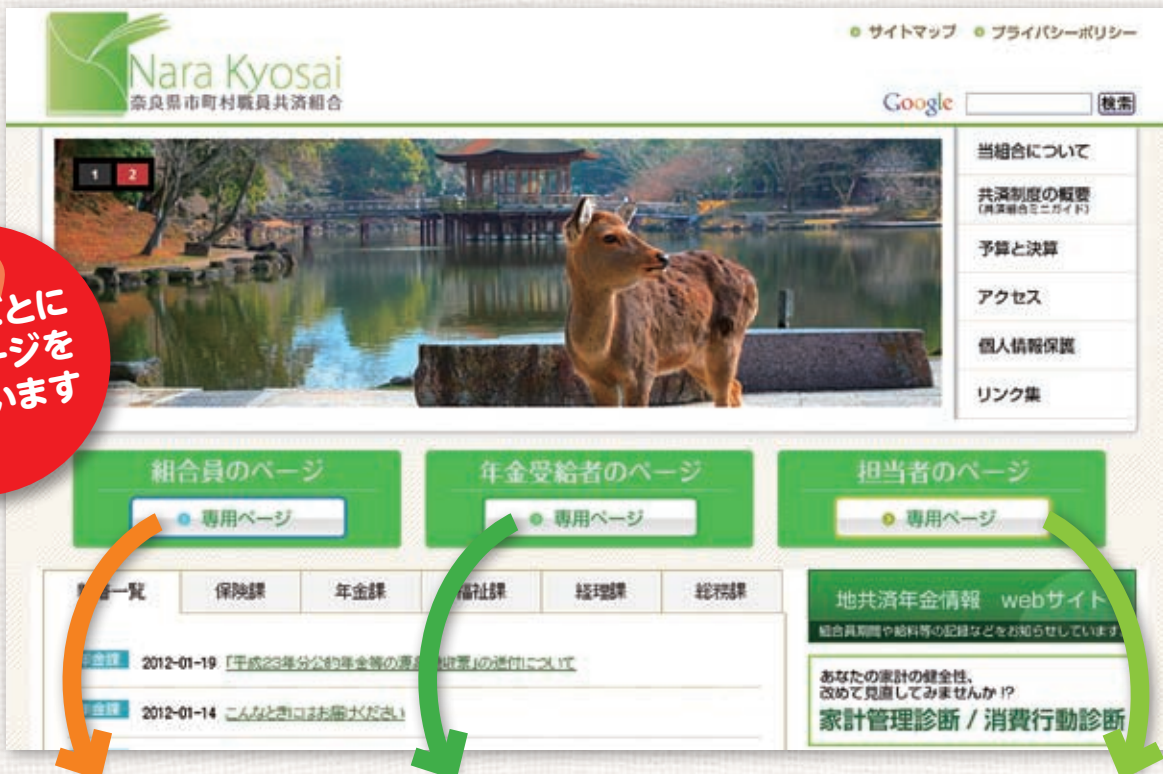 サイトマップ
プライバシーポリシー
Nara Kyosai
奈良県市町村職員共済組合
Google
検索
1 2
当組合について
共済制度の概要
(共済組合ミニガイド)
予算と決算
アクセス
個人情報保護
リンク集
とに
ージを
います
組合員のページ
専用ページ
年金受給者のページ
専用ページ
担当者のページ
専用ページ
一覧
保険課
年金課
福祉課
経理課
総務課
年金課 2012-01-19 「平成23年分公的年金等の源泉徴収票」の送付について
年金課 2012-01-14 こんなときにはお届けください
地共済年金情報 webサイト
組合員期間や給料等の記録などをお知らせしています
あなたの家計の健全性、
改めて見直してみませんか!?
家計管理診断 / 消費行動診断